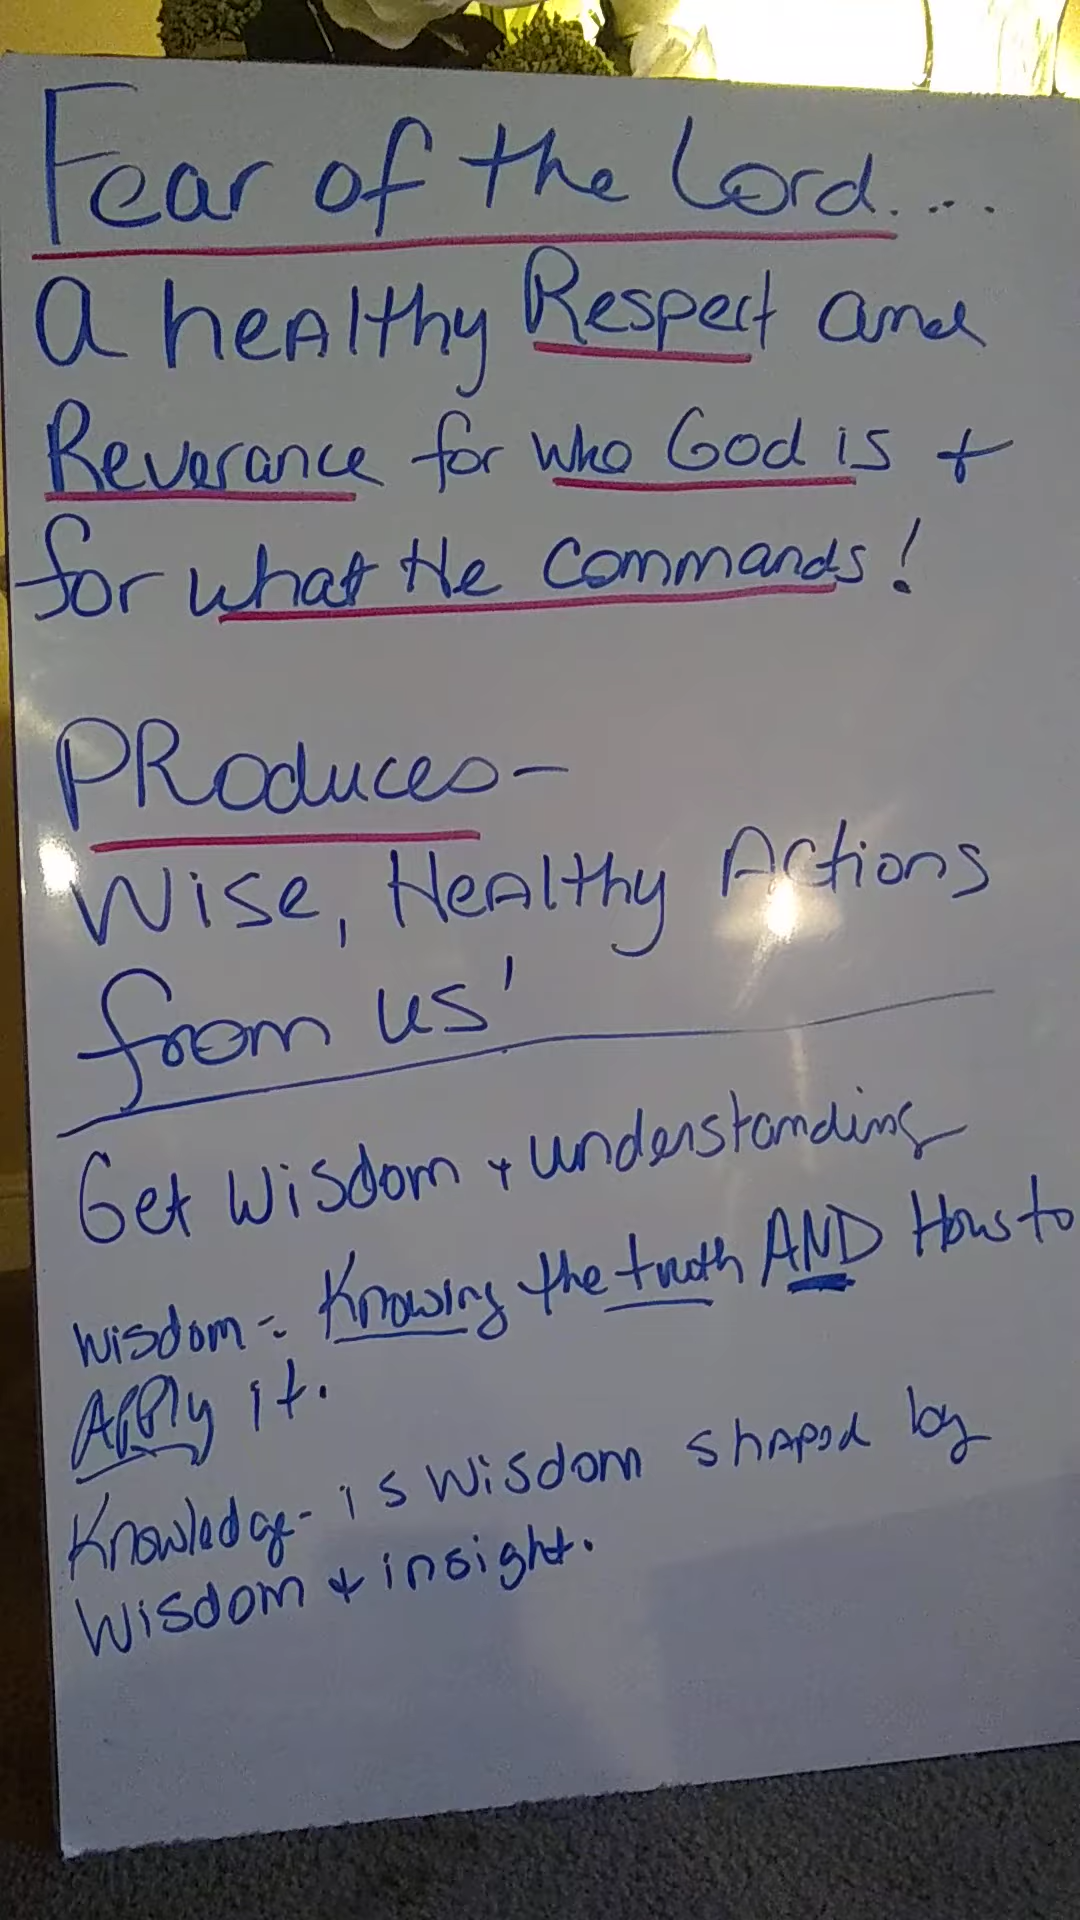 Fear of the Lord....
a healthy Respect and
Reverance for who God is +
for what He commands!
PRoduces-
Wise, Healthy Actions
from us'
Get Wisdom + understanding
Wisdom = Knowing the truth AND How to
Apply it.
Knowledge- is wisdom shaped by
Wisdom + insight.